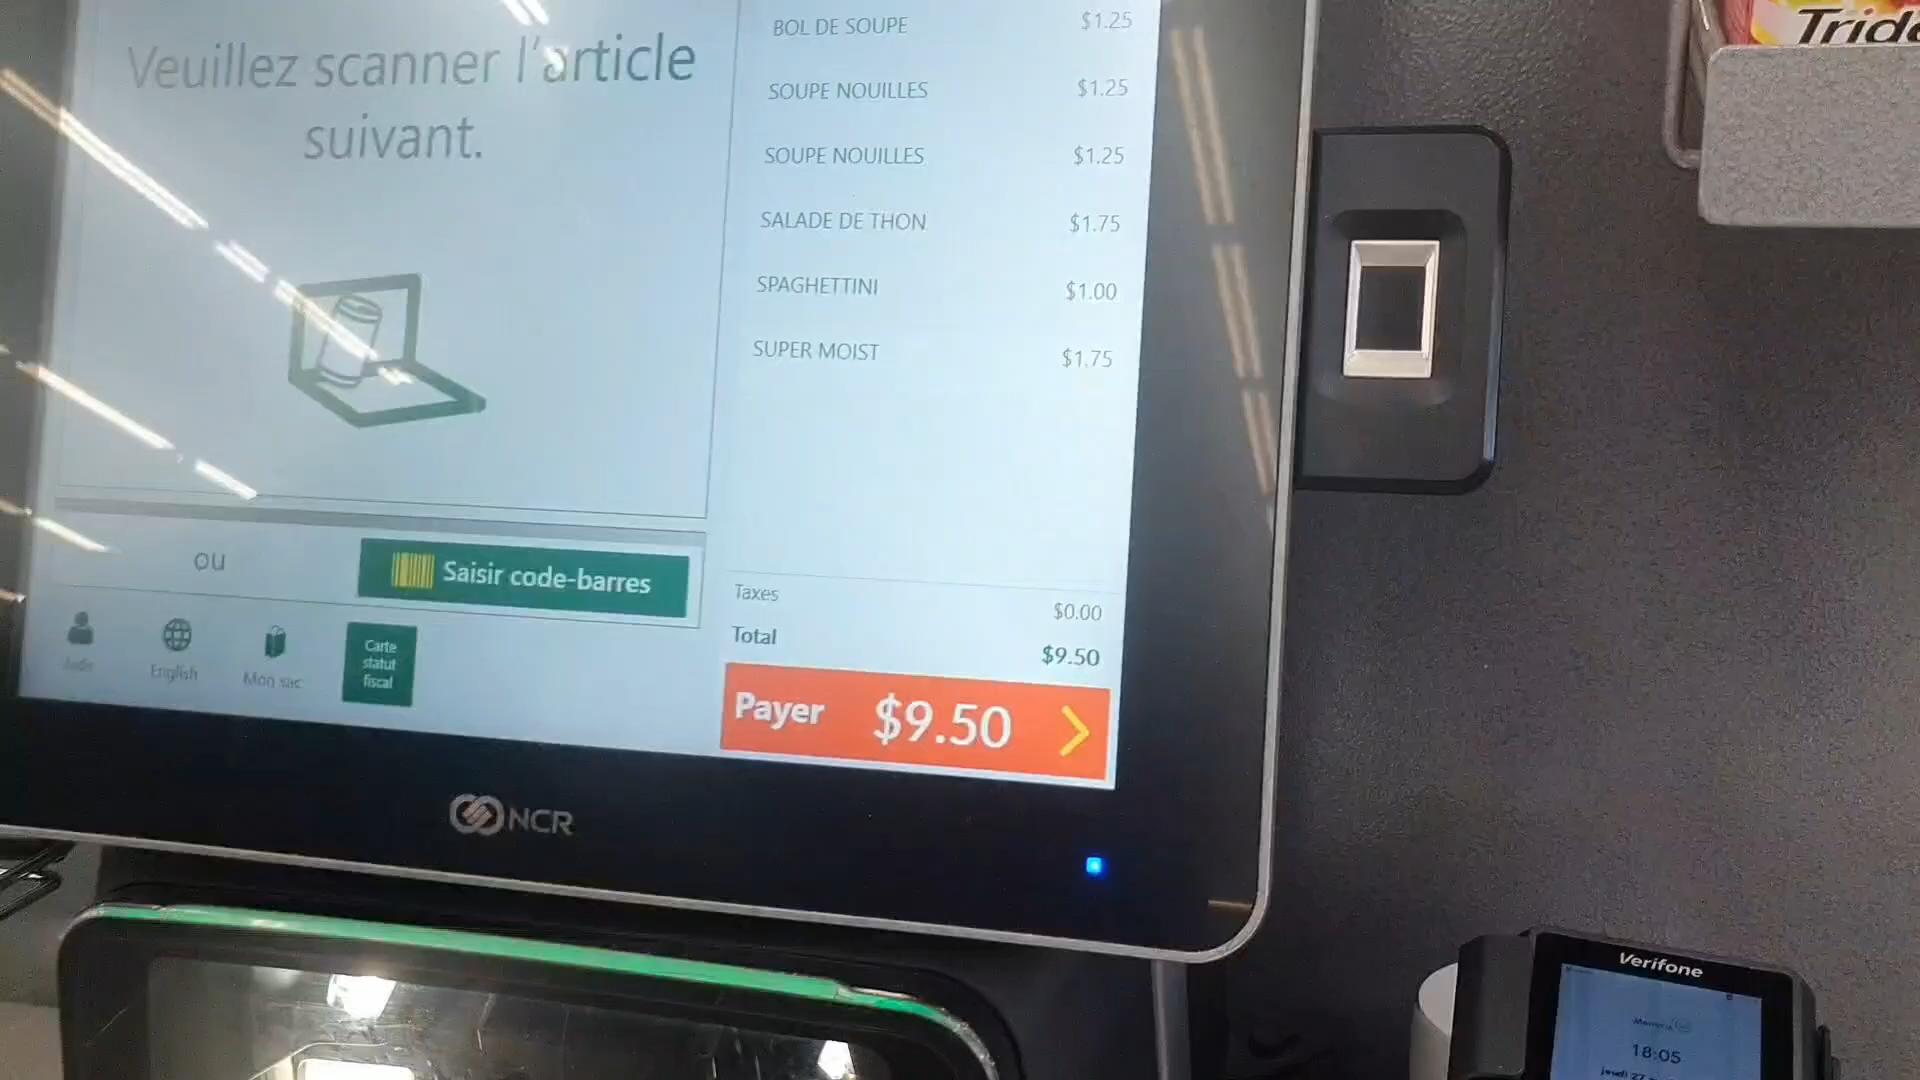 Veuillez scanner l'article
suivant.
ou
Saisir code-barres
English
Mon sac
Carte
statut
fiscal
BOL DE SOUPE $1.25
SOUPE NOUILLES $1.25
SOUPE NOUILLES $1.25
SALADE DE THON $1.75
SPAGHETTINI $1.00
SUPER MOIST $1.75
Taxes $0.00
Total $9.50
Payer $9.50
NCR
Verifone
18:05
jeudi 27